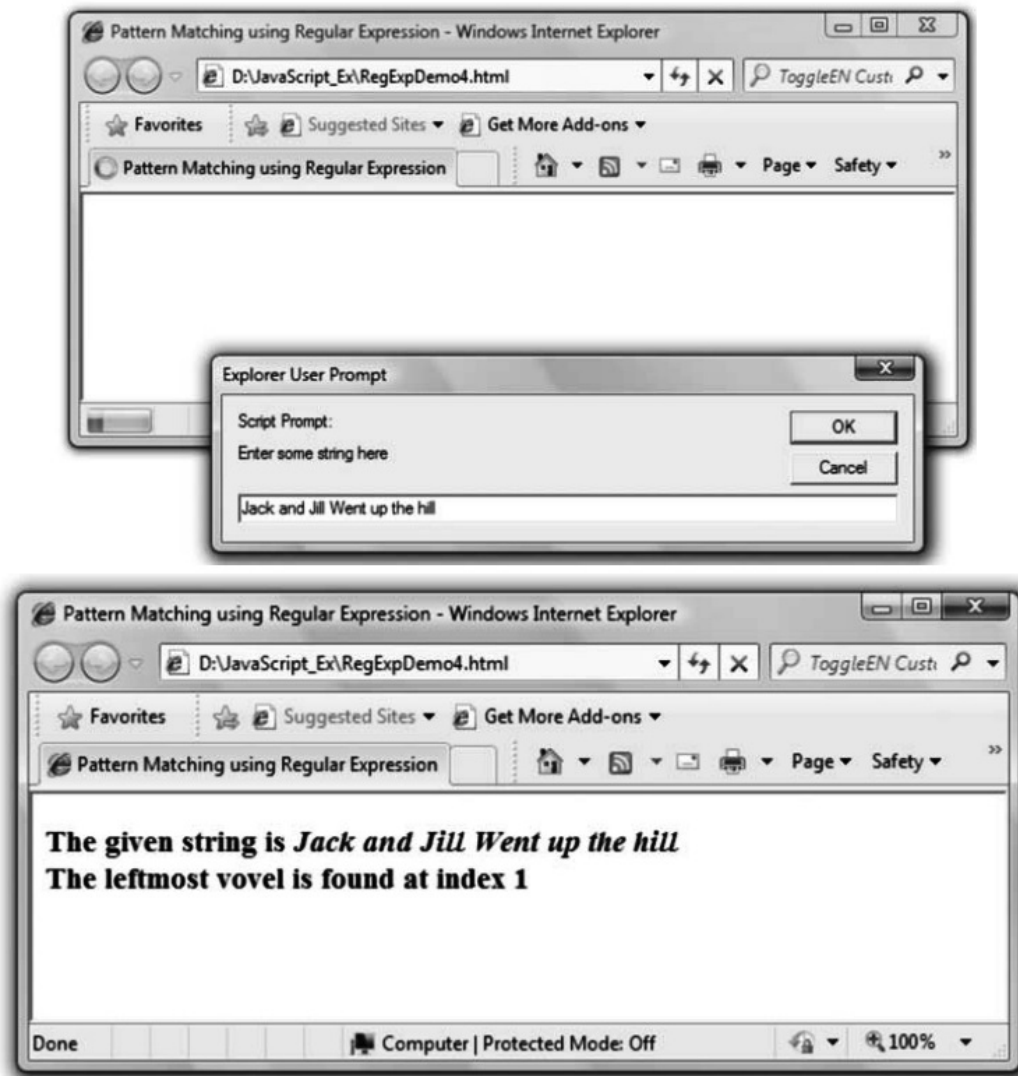 Pattern Matching using Regular Expression - Windows Internet Explorer
D:\JavaScript_Ex\RegExpDemo4.html
ToggleEN Custı
Favorites Suggested Sites Get More Add-ons
Pattern Matching using Regular Expression Page Safety »
Explorer User Prompt
Script Prompt:
OK
Enter some string here
Cancel
Jack and Jill Went up the hill
Pattern Matching using Regular Expression - Windows Internet Explorer
D:\JavaScript_Ex\RegExpDemo4.html
ToggleEN Custı
Favorites Suggested Sites Get More Add-ons
Pattern Matching using Regular Expression Page Safety »
The given string is Jack and Jill Went up the hill
The leftmost vovel is found at index 1
Done Computer | Protected Mode: Off 100%